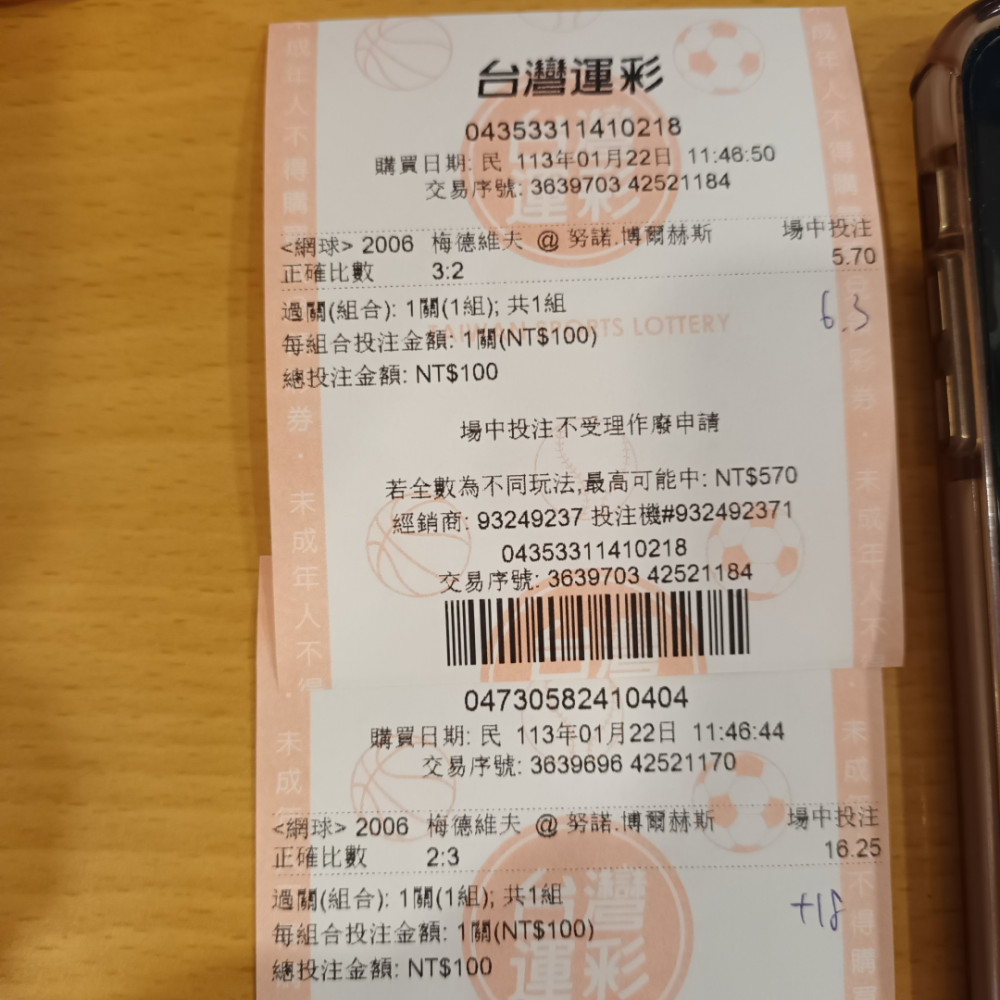 台灣運彩
04353311410218
購買日期: 民 113年01月22日 11:46:50
交易序號: 3639703 42521184
<網球> 2006 梅德維夫 @ 努諾.博爾赫斯 場中投注
正確比數 3:2 5.70
過關(組合): 1關(1組); 共1組
6.3
每組合投注金額: 1關(NT$100)
TAIWAN SPORTS LOTTERY
總投注金額: NT$100
場中投注不受理作廢申請
若全數為不同玩法,最高可能中: NT$570
經銷商: 93249237 投注機#932492371
04353311410218
交易序號: 3639703 42521184
04730582410404
購買日期: 民 113年01月22日 11:46:44
交易序號: 3639696 42521170
<網球> 2006 梅德維夫 @ 努諾.博爾赫斯 場中投注
正確比數 2:3 16.25
過關(組合): 1關(1組); 共1組
+18
每組合投注金額: 1關(NT$100)
總投注金額: NT$100